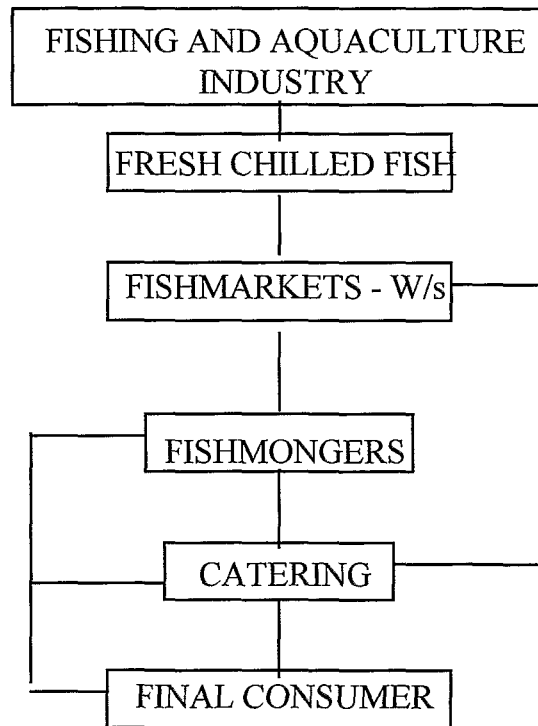 FISHING AND AQUACULTURE
INDUSTRY
FRESH CHILLED FISH
FISHMARKETS - W/s
FISHMONGERS
CATERING
FINAL CONSUMER